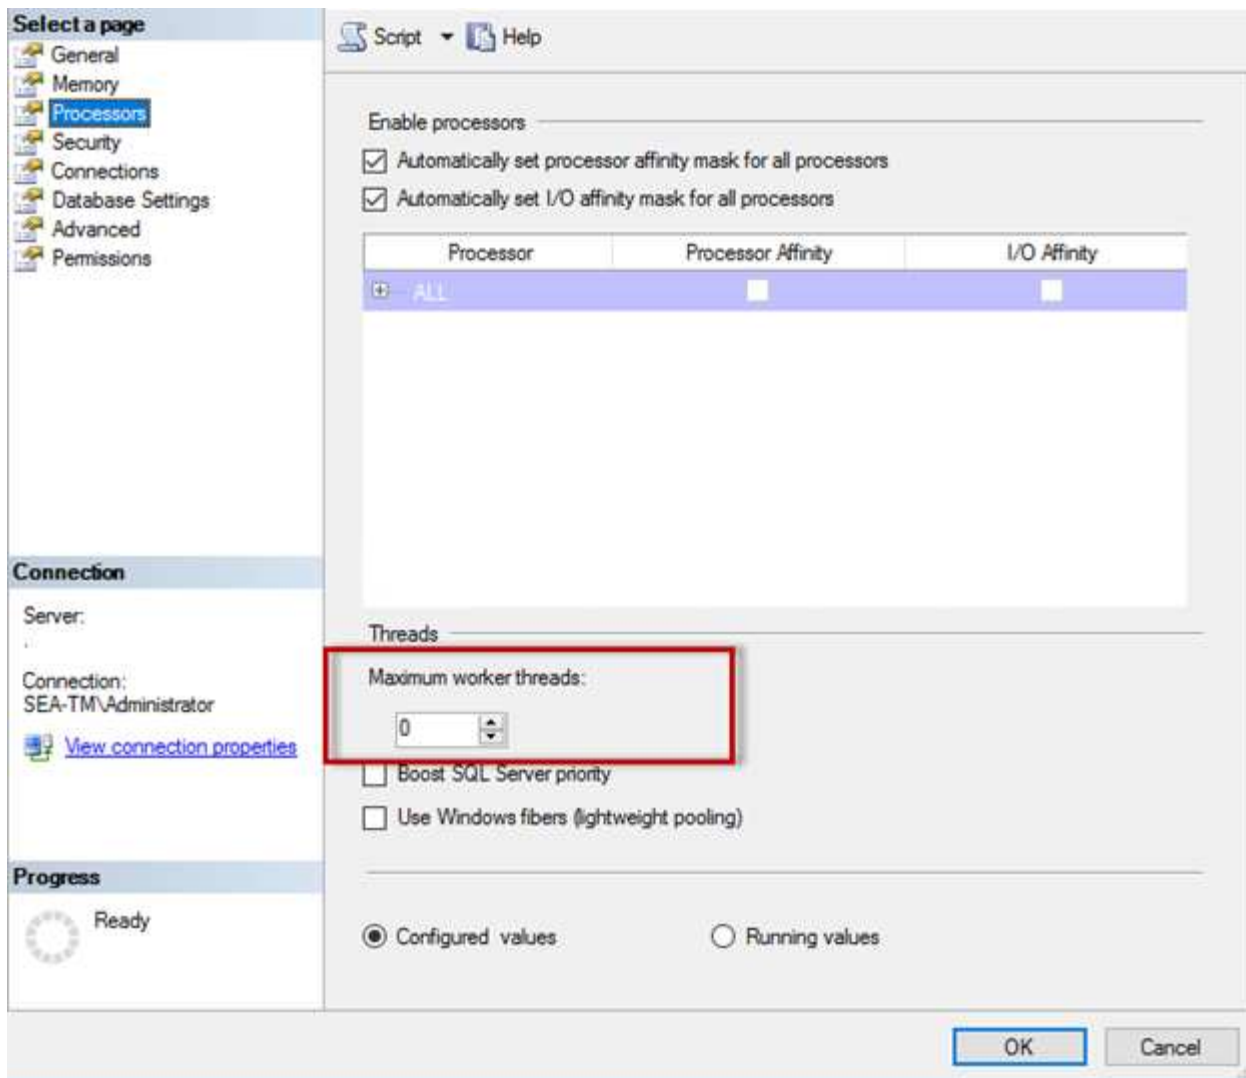 Select a page
General
Memory
Processors
Security
Connections
Database Settings
Advanced
Permissions
Connection
Server:
.
Connection:
SEA-TM\Administrator
View connection properties
Progress
Ready
Script Help
Enable processors
Automatically set processor affinity mask for all processors
Automatically set I/O affinity mask for all processors
Processor Processor Affinity I/O Affinity
ALL
Threads
Maximum worker threads:
0
Boost SQL Server priority
Use Windows fibers (lightweight pooling)
Configured values Running values
OK Cancel